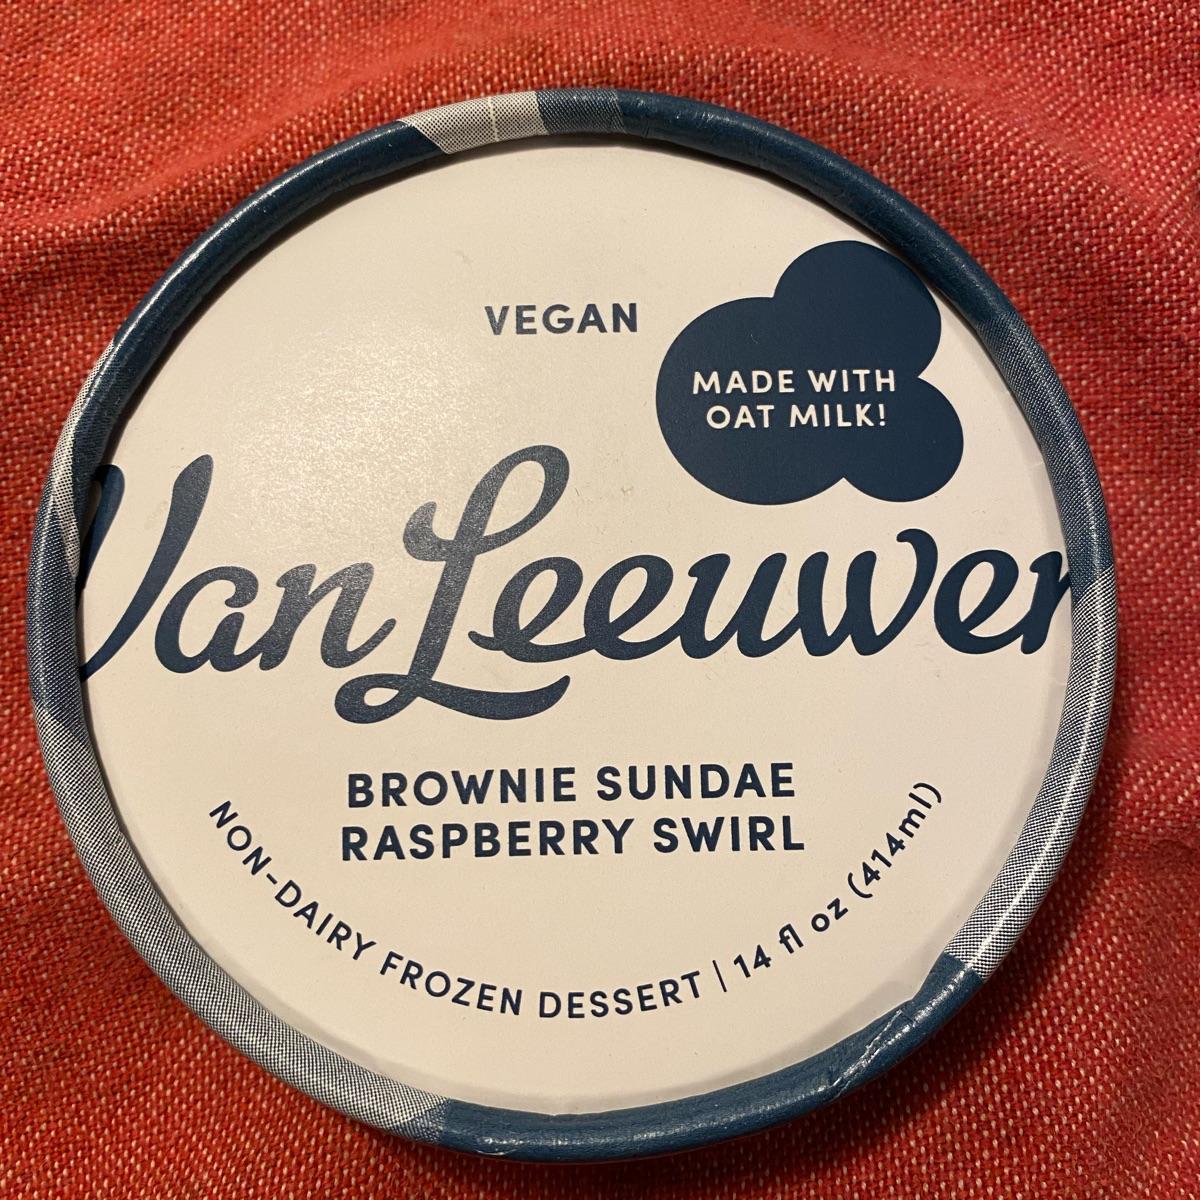 VEGAN
MADE WITH
OAT MILK!
Van Leeuwen
BROWNIE SUNDAE
RASPBERRY SWIRL
NON-DAIRY FROZEN DESSERT | 14 fl oz (414ml)